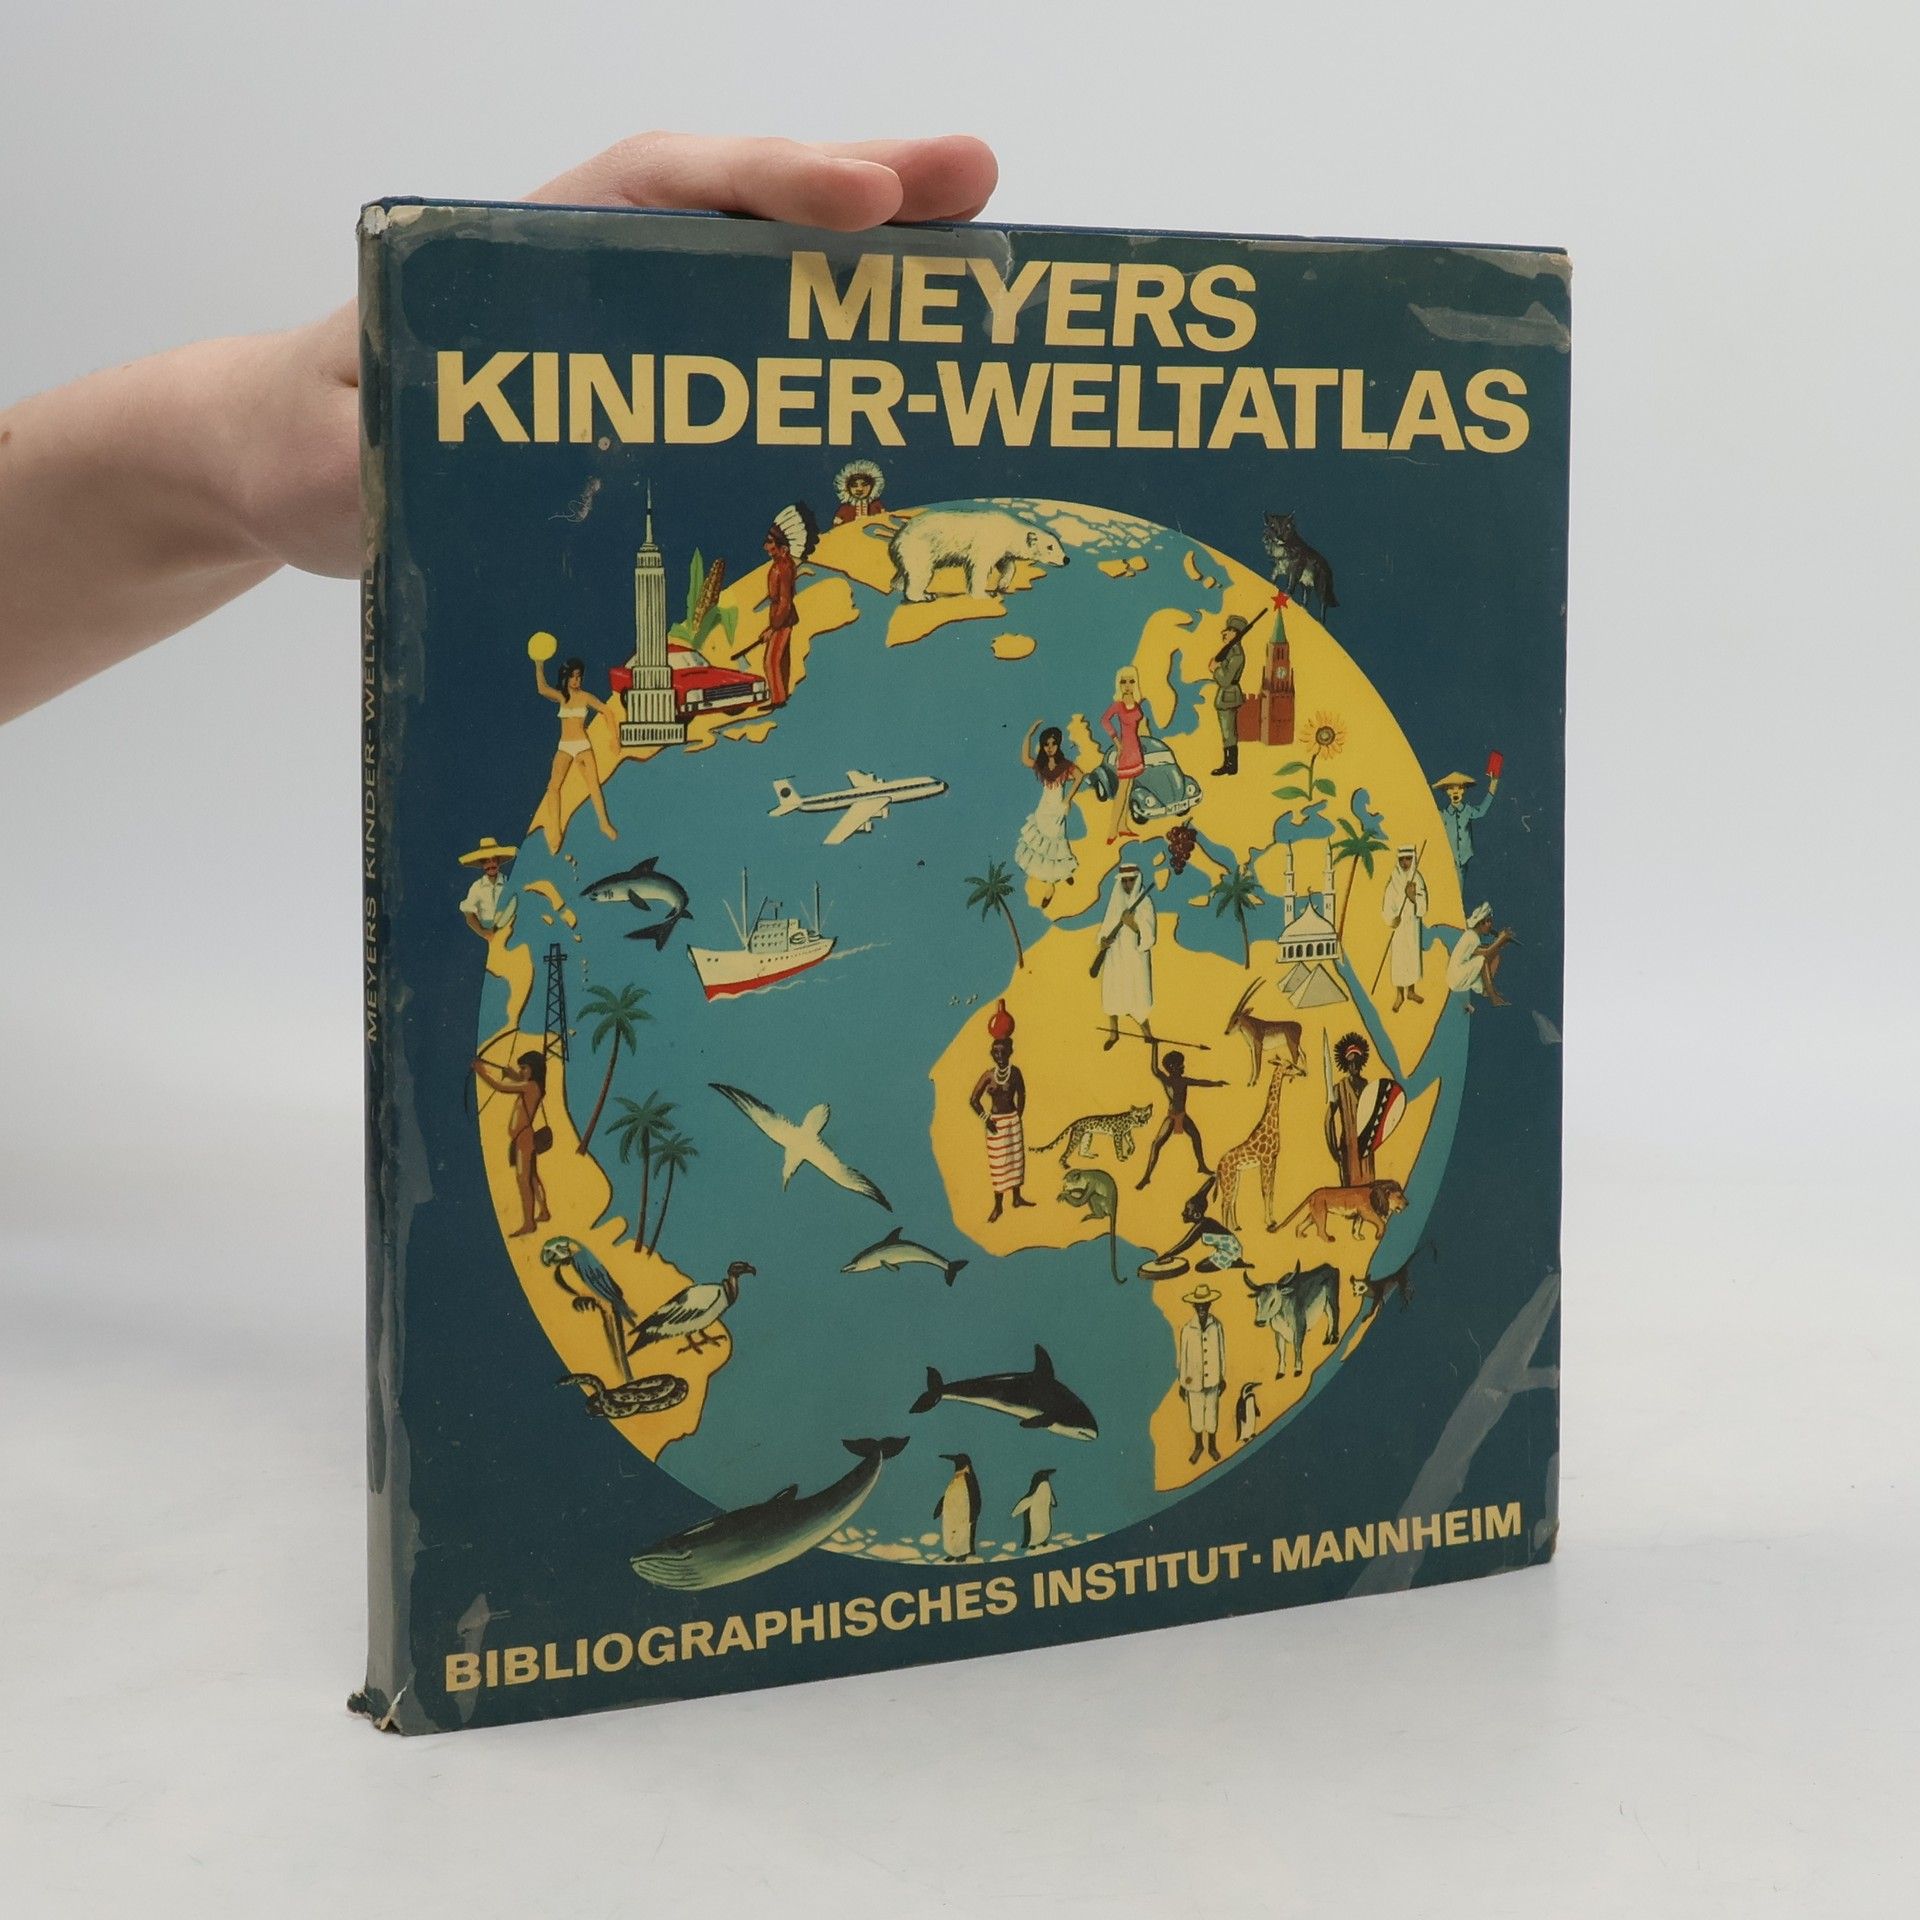 MEYERS
KINDER-WELTATLAS
BIBLIOGRAPHISCHES INSTITUT · MANNHEIM
MEYERS KINDER-WELTATLAS